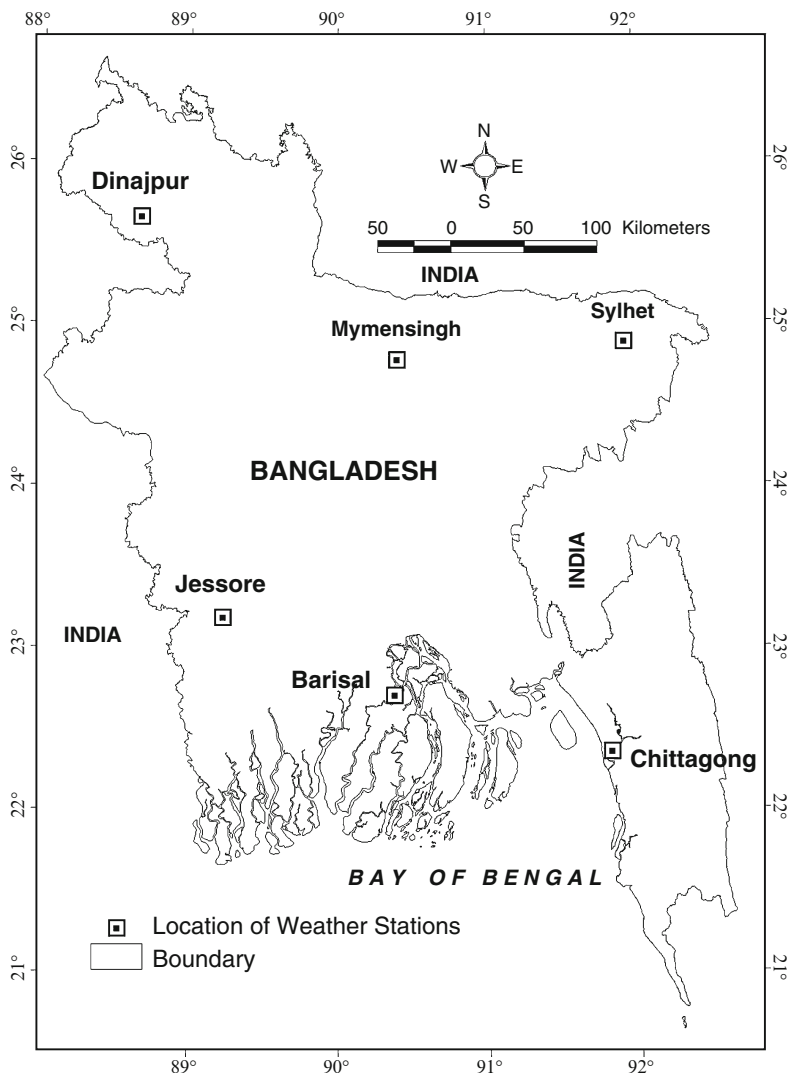 88° 89° 90° 91° 92°
N
W E
S
26° 26°
Dinajpur
50 0 50 100 Kilometers
INDIA
25° 25°
Sylhet
Mymensingh
BANGLADESH
24° 24°
INDIA
Jessore
INDIA
23° 23°
Barisal
Chittagong
22° 22°
BAY OF BENGAL
Location of Weather Stations
Boundary
21° 21°
89° 90° 91° 92°